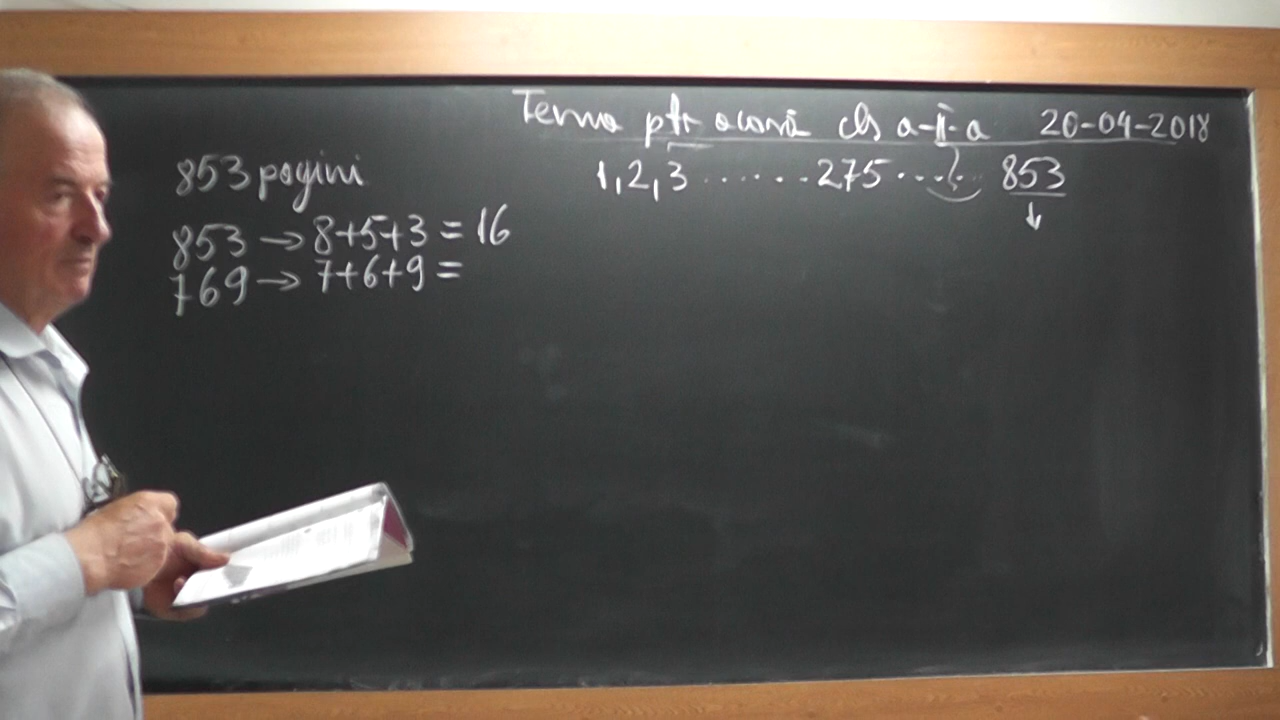 Tema ptr acasă cls a-II-a 20-04-2018
853 pagini
1, 2, 3 ....... 275 ..... 853
853 → 8+5+3 = 16
↓
769 → 7+6+9 =